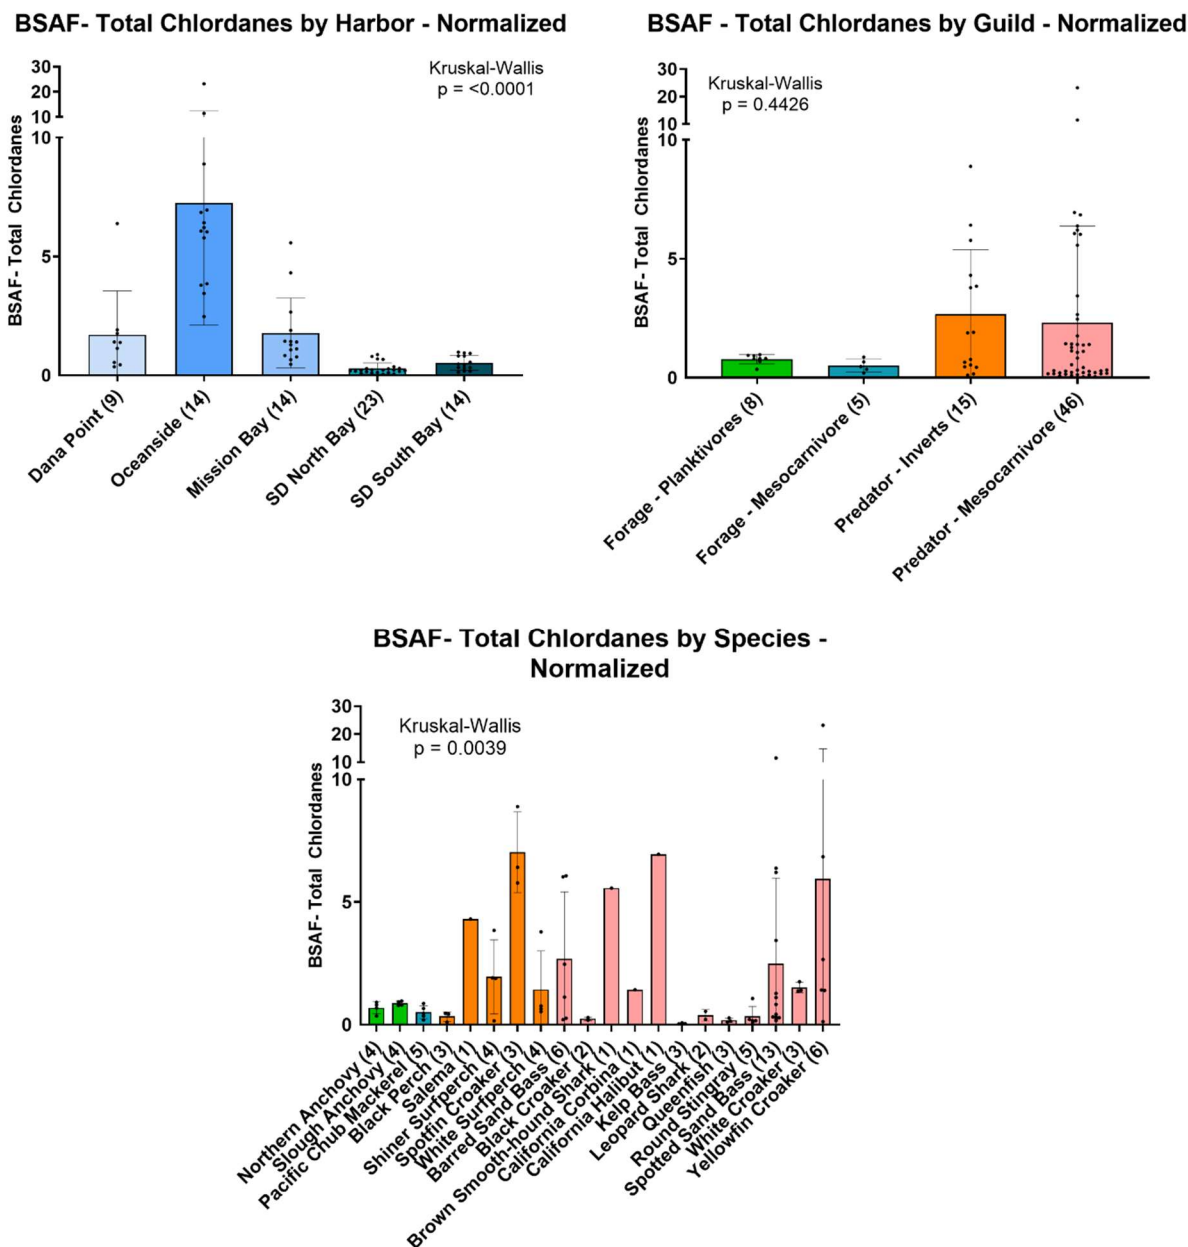 BSAF- Total Chlordanes by Harbor - Normalized
BSAF- Total Chlordanes
30
20
10
10
5
0
Kruskal-Wallis
p = <0.0001
Dana Point (9)
Oceanside (14)
Mission Bay (14)
SD North Bay (23)
SD South Bay (14)
BSAF - Total Chlordanes by Guild - Normalized
BSAF- Total Chlordanes
30
20
10
10
5
0
Kruskal-Wallis
p = 0.4426
Forage - Planktivores (8)
Forage - Mesocarnivore (5)
Predator - Inverts (15)
Predator - Mesocarnivore (46)
BSAF- Total Chlordanes by Species -
Normalized
BSAF- Total Chlordanes
30
20
10
10
5
0
Kruskal-Wallis
p = 0.0039
Northern Anchovy (4)
Slough Anchovy (4)
Pacific Chub Mackerel (5)
Black Perch (3)
Salema (1)
Shiner Surfperch (4)
Spotfin Croaker (3)
White Surfperch (4)
Barred Sand Bass (6)
Black Croaker (2)
Brown Smooth-hound Shark (1)
California Corbina (1)
California Halibut (1)
Kelp Bass (3)
Leopard Shark (2)
Queenfish (3)
Round Stingray (5)
Spotted Sand Bass (13)
White Croaker (3)
Yellowfin Croaker (6)